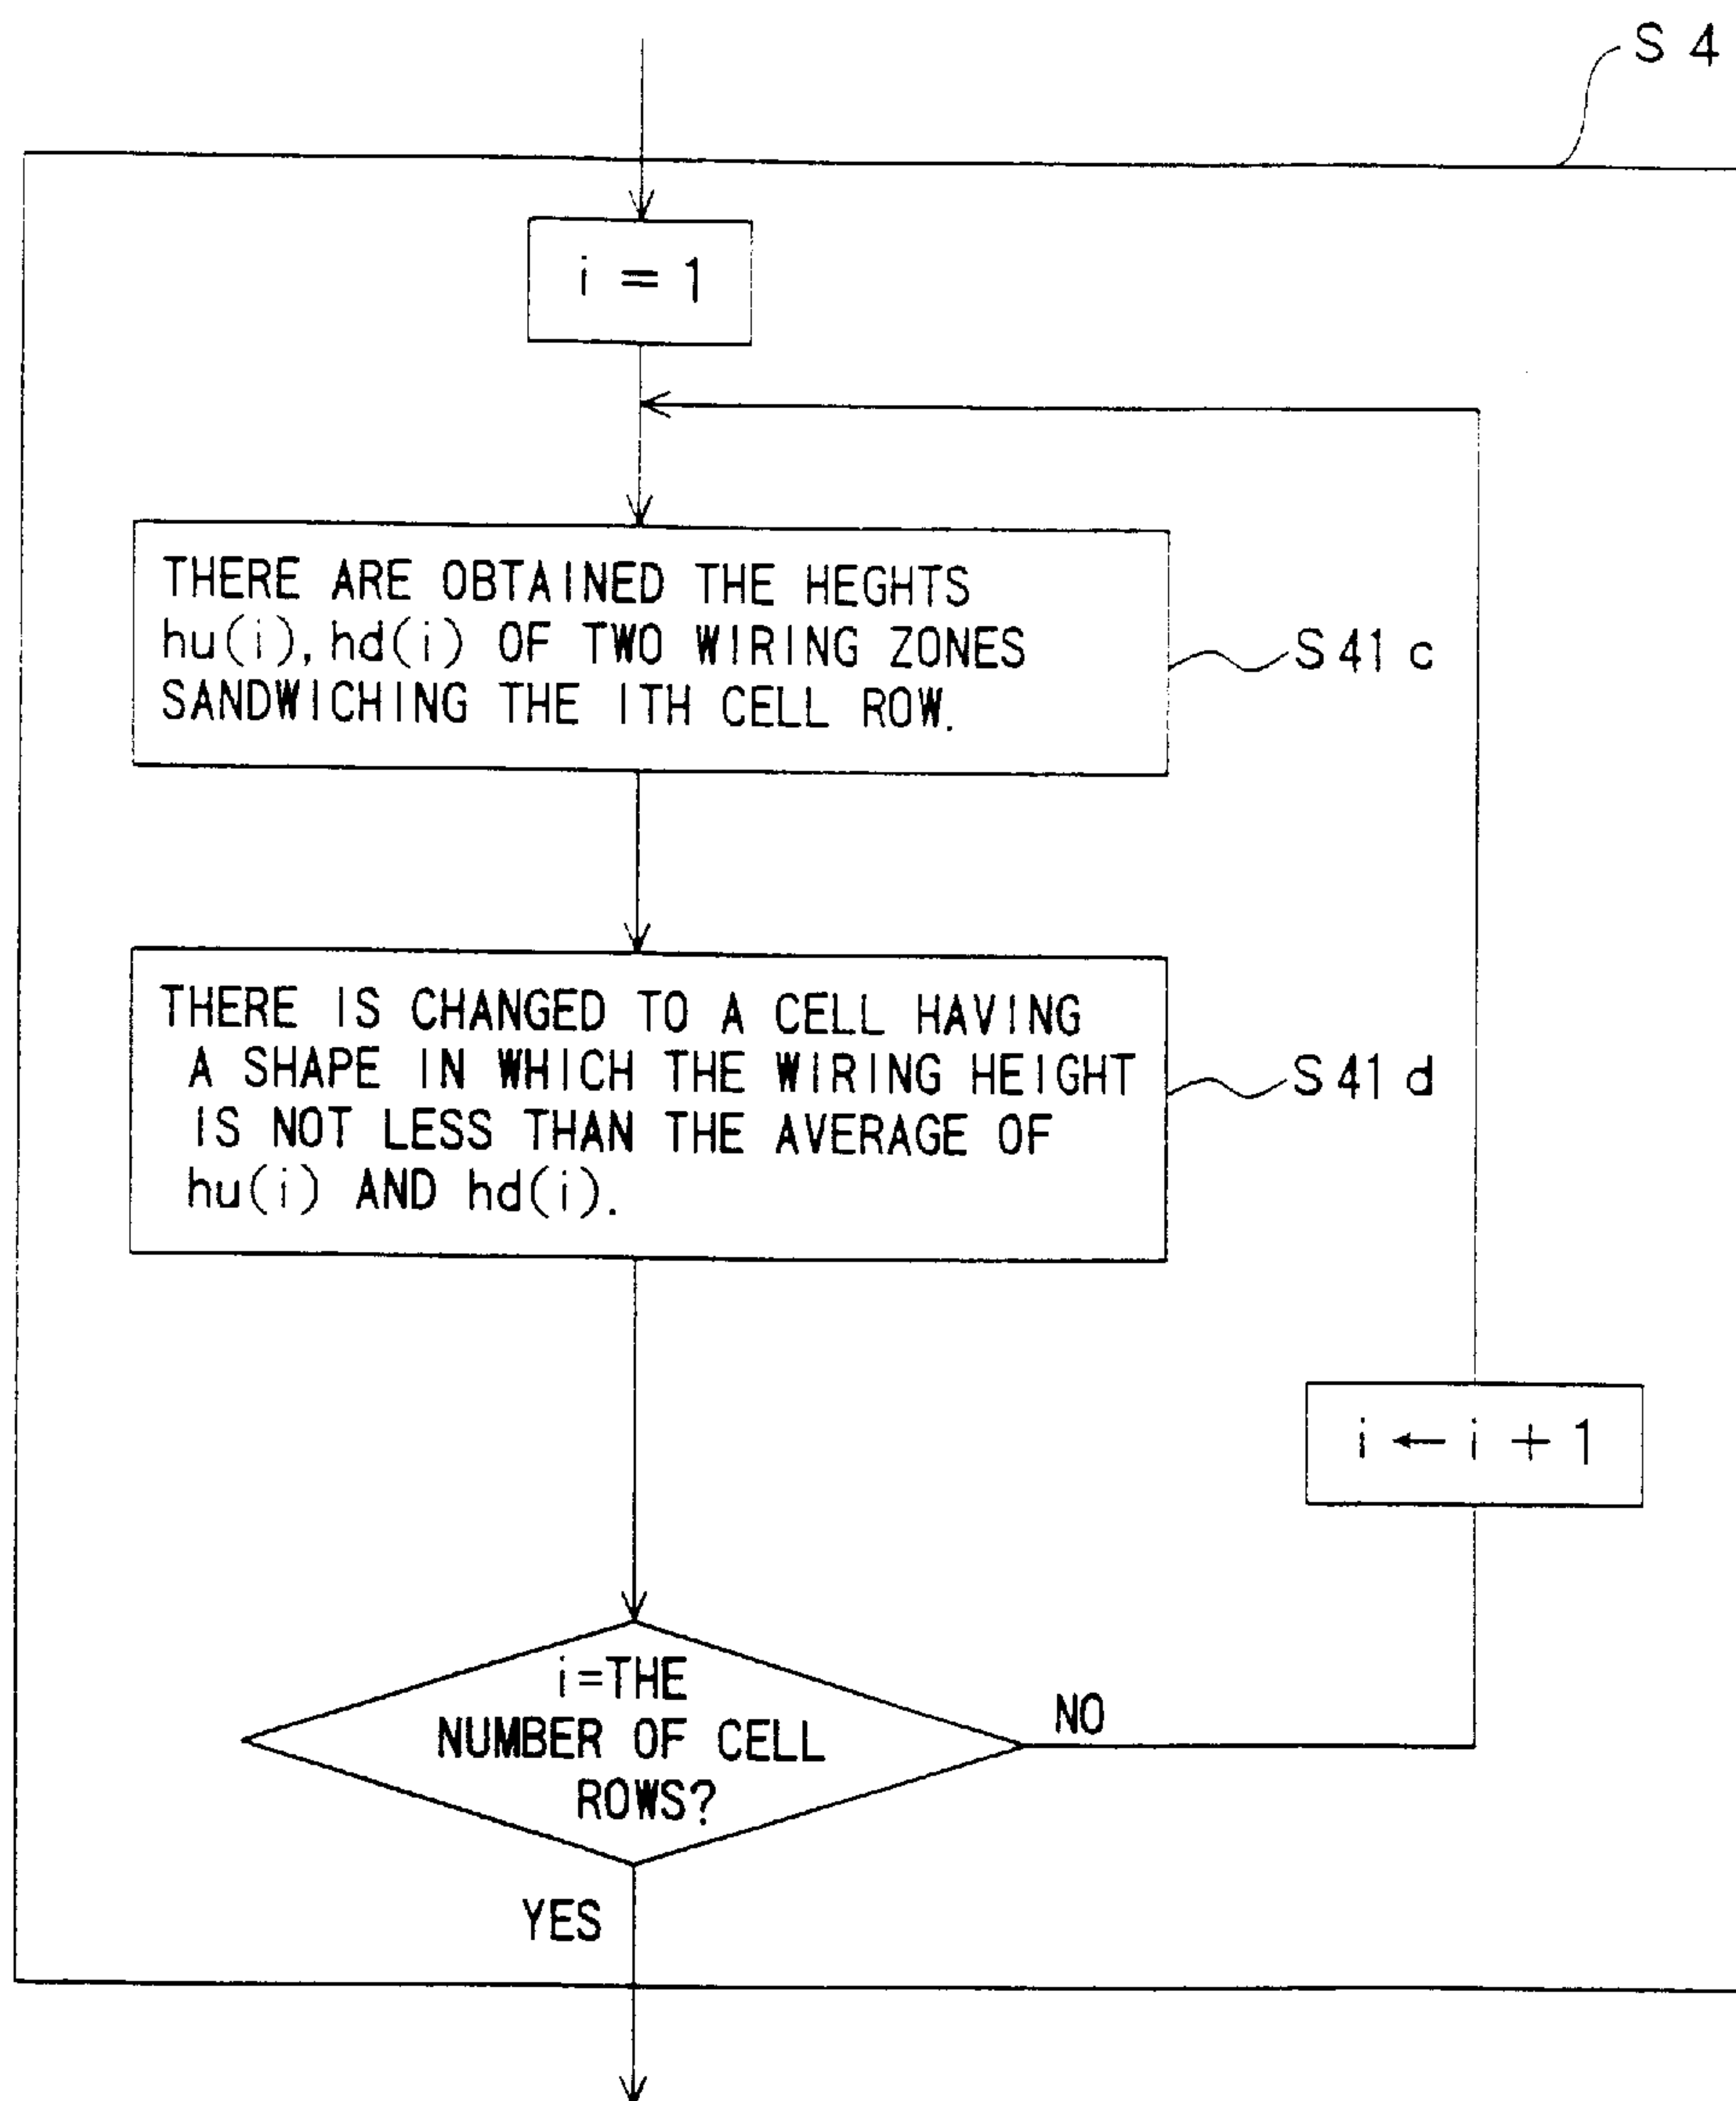 S 4
i = 1
THERE ARE OBTAINED THE HEGHTS
hu(i), hd(i) OF TWO WIRING ZONES
SANDWICHING THE ITH CELL ROW.
S 41 c
THERE IS CHANGED TO A CELL HAVING
A SHAPE IN WHICH THE WIRING HEIGHT
IS NOT LESS THAN THE AVERAGE OF
hu(i) AND hd(i).
S 41 d
i ← i + 1
i=THE
NUMBER OF CELL
ROWS?
NO
YES